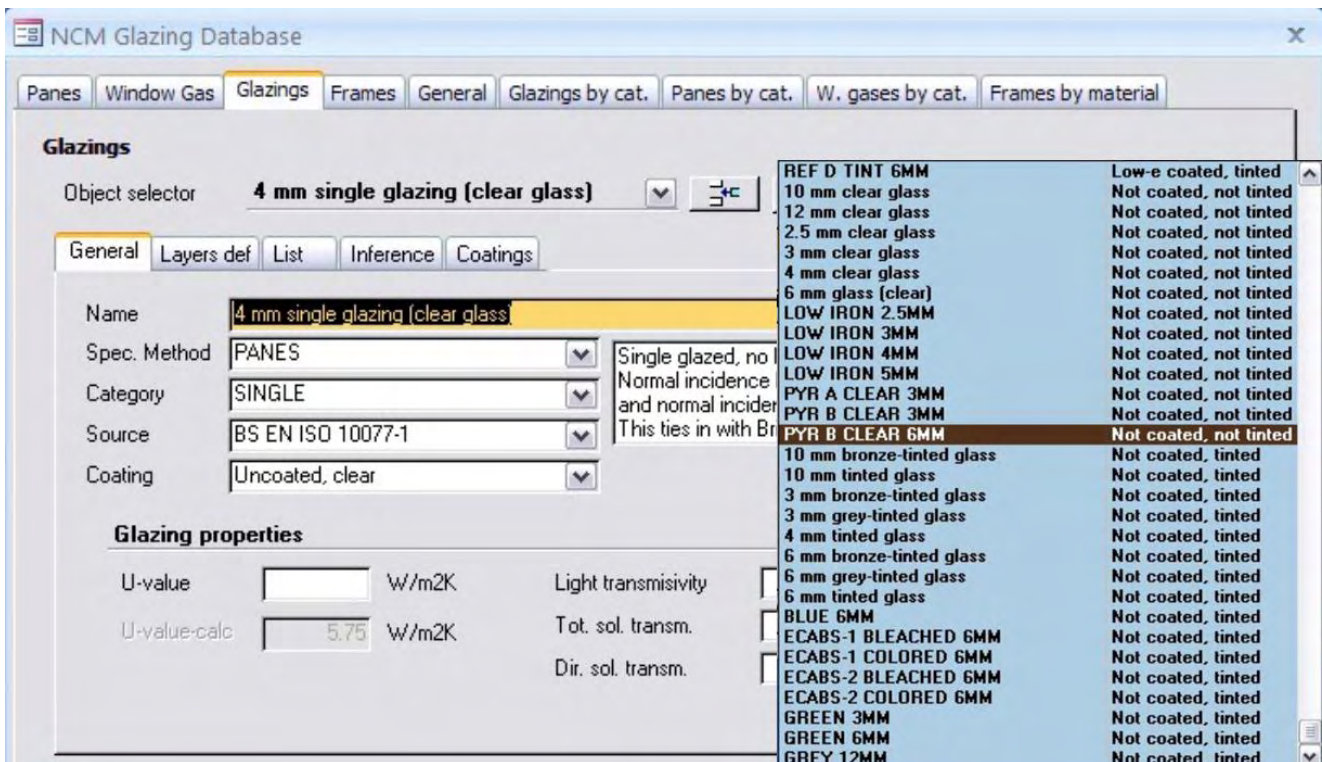 NCM Glazing Database
Panes Window Gas Glazings Frames General Glazings by cat. Panes by cat. W. gases by cat. Frames by material
Glazings
Object selector 4 mm single glazing (clear glass)
General Layers def List Inference Coatings
Name 4 mm single glazing (clear glass)
Spec. Method PANES
Category SINGLE
Source BS EN ISO 10077-1
Coating Uncoated, clear
Single glazed, no
Normal incidence
and normal incider
This ties in with Br
Glazing properties
U-value W/m2K
U-value-calc 5.75 W/m2K
Light transmisivity
Tot. sol. transm.
Dir. sol. transm.
REF D TINT 6MM Low-e coated, tinted
10 mm clear glass Not coated, not tinted
12 mm clear glass Not coated, not tinted
2.5 mm clear glass Not coated, not tinted
3 mm clear glass Not coated, not tinted
4 mm clear glass Not coated, not tinted
6 mm glass (clear) Not coated, not tinted
LOW IRON 2.5MM Not coated, not tinted
LOW IRON 3MM Not coated, not tinted
LOW IRON 4MM Not coated, not tinted
LOW IRON 5MM Not coated, not tinted
PYR A CLEAR 3MM Not coated, not tinted
PYR B CLEAR 3MM Not coated, not tinted
PYR B CLEAR 6MM Not coated, not tinted
10 mm bronze-tinted glass Not coated, tinted
10 mm tinted glass Not coated, tinted
3 mm bronze-tinted glass Not coated, tinted
3 mm grey-tinted glass Not coated, tinted
4 mm tinted glass Not coated, tinted
6 mm bronze-tinted glass Not coated, tinted
6 mm grey-tinted glass Not coated, tinted
6 mm tinted glass Not coated, tinted
BLUE 6MM Not coated, tinted
ECABS-1 BLEACHED 6MM Not coated, tinted
ECABS-1 COLORED 6MM Not coated, tinted
ECABS-2 BLEACHED 6MM Not coated, tinted
ECABS-2 COLORED 6MM Not coated, tinted
GREEN 3MM Not coated, tinted
GREEN 6MM Not coated, tinted
GREY 12MM Not coated, tinted